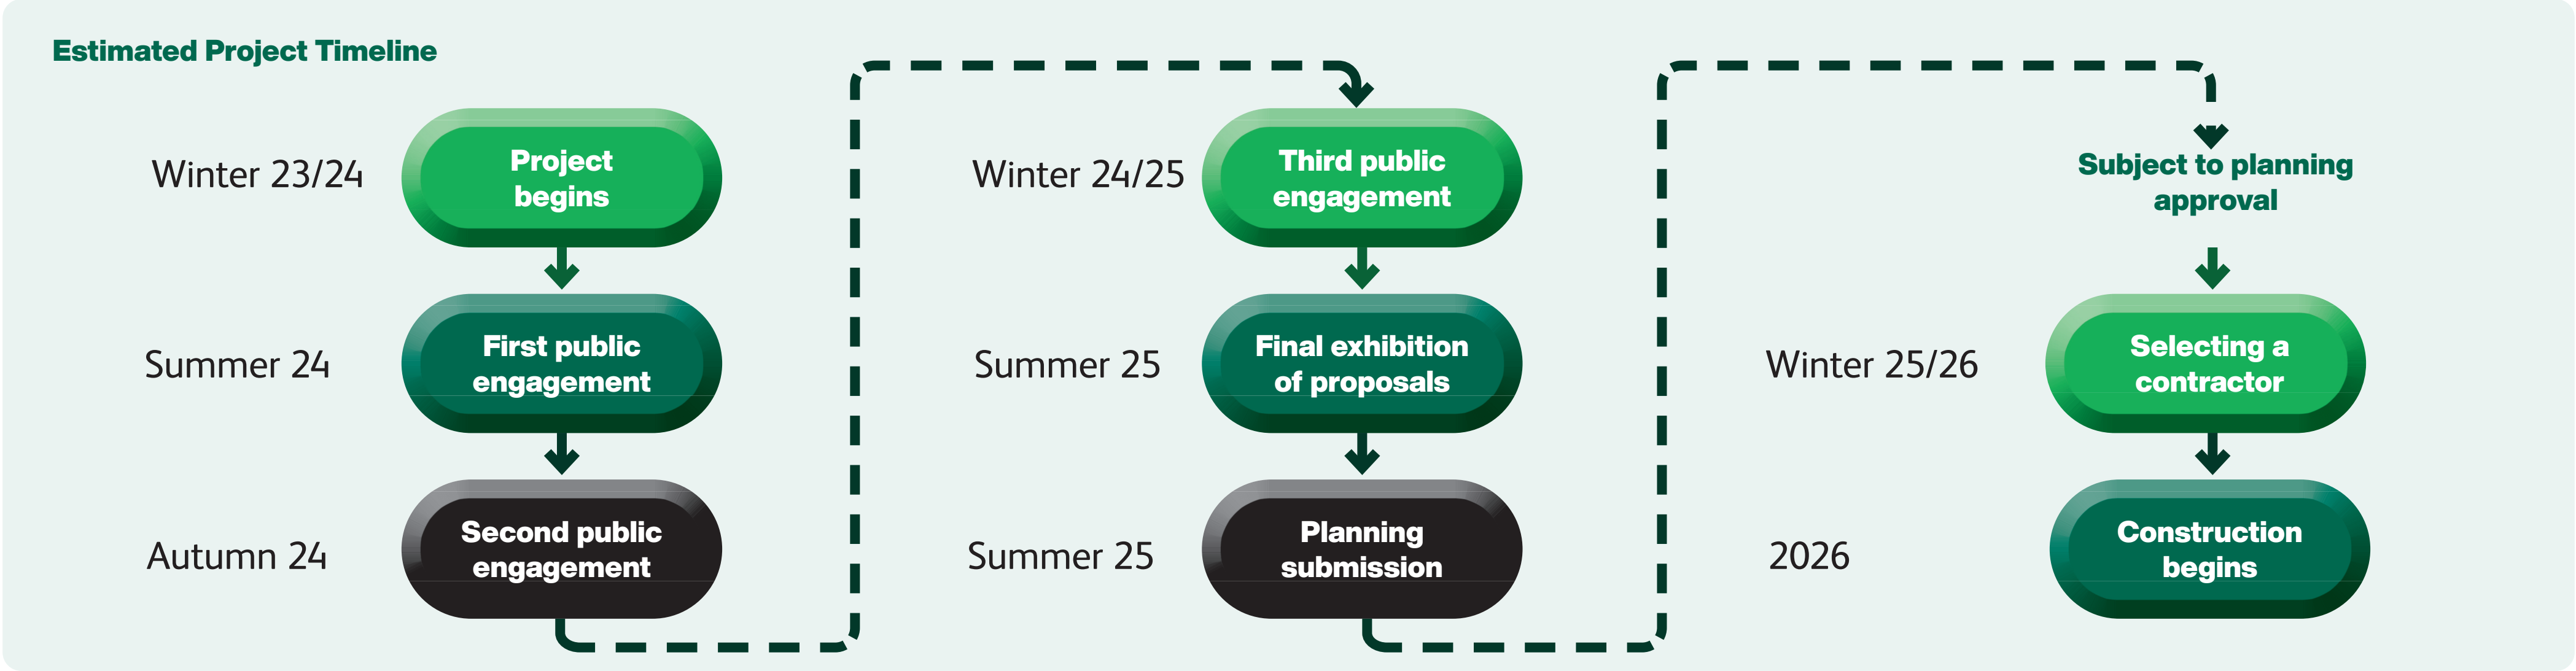 Estimated Project Timeline
Winter 23/24
Project
begins
Summer 24
First public
engagement
Autumn 24
Second public
engagement
Winter 24/25
Third public
engagement
Summer 25
Final exhibition
of proposals
Summer 25
Planning
submission
Subject to planning
approval
Winter 25/26
Selecting a
contractor
2026
Construction
begins